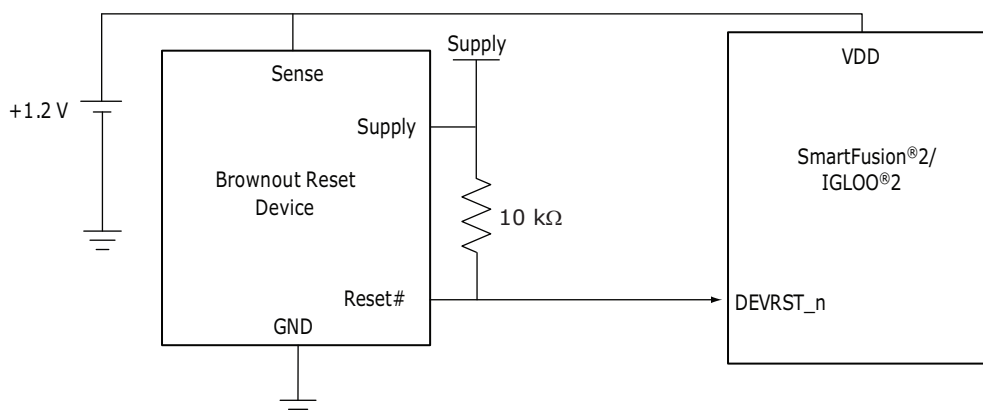 Supply
Sense
VDD
+1.2 V
Supply
SmartFusion®2/
IGLOO®2
Brownout Reset
Device
10 kΩ
Reset#
DEVRST_n
GND